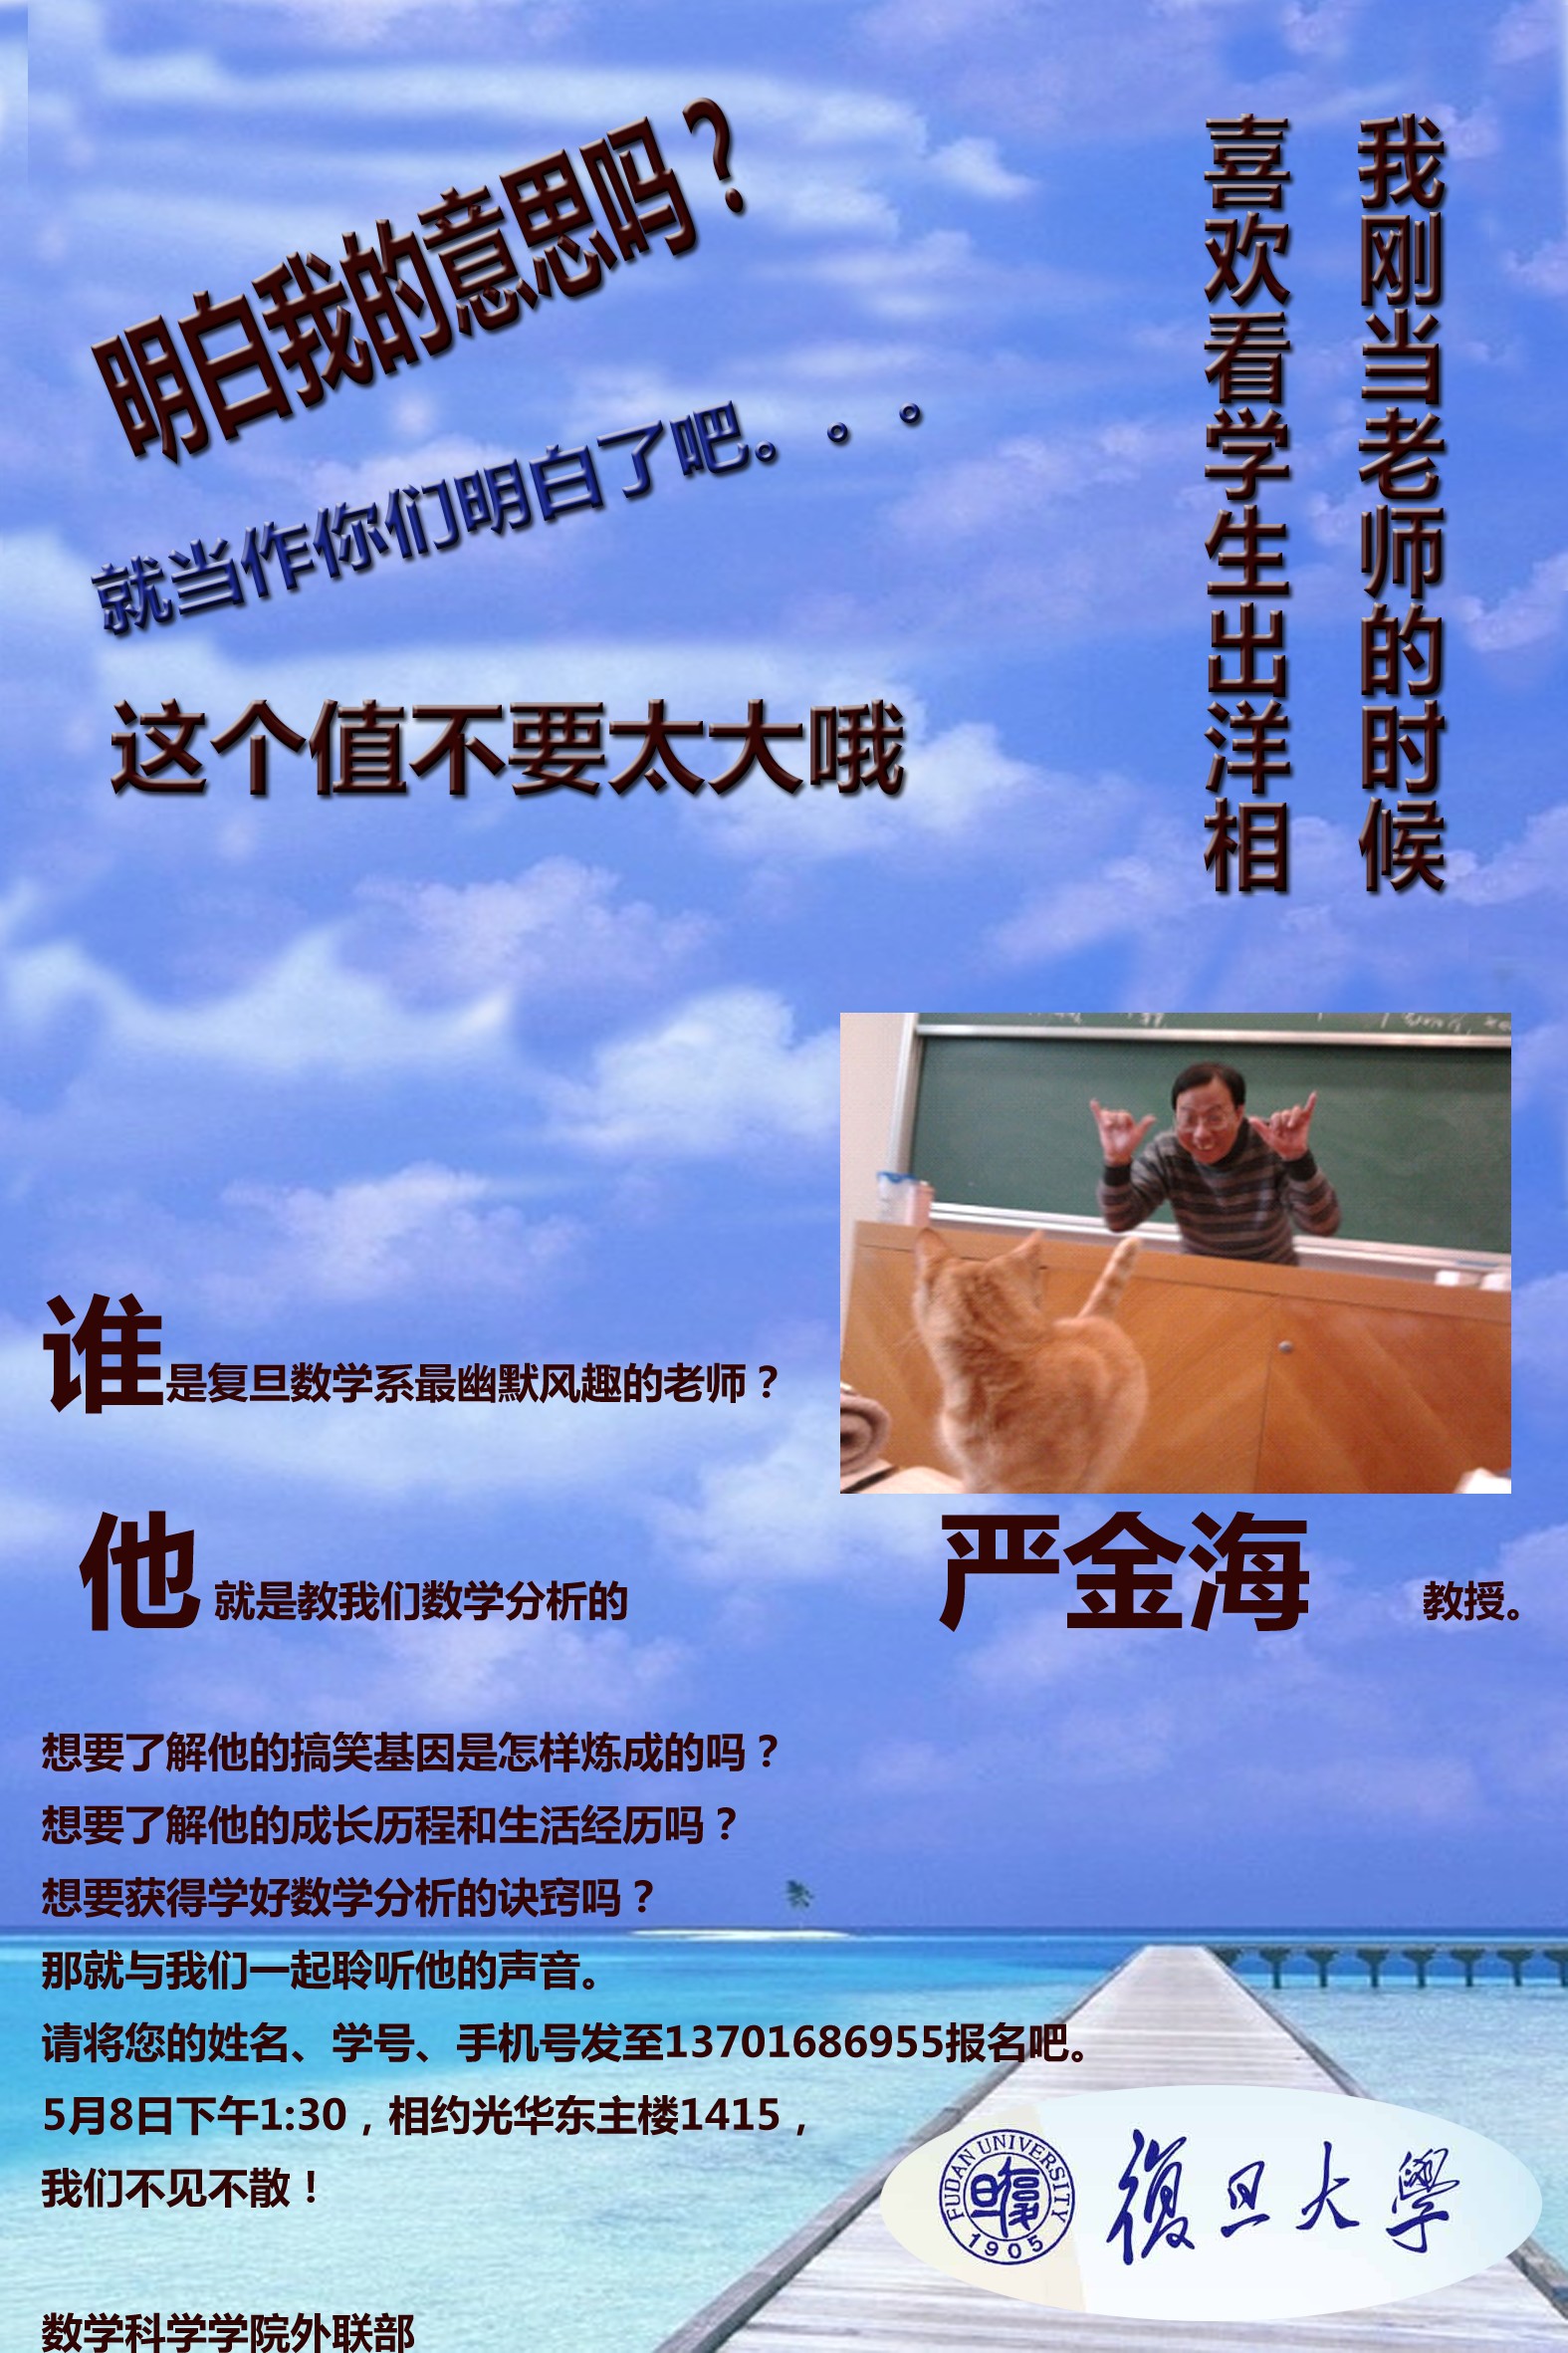 明白我的意思吗？
就当作你们明白了吧。。。
这个值不要太大哦
我刚当老师的时候
喜欢看学生出洋相
谁是复旦数学系最幽默风趣的老师？
他 就是教我们数学分析的 严金海 教授。
想要了解他的搞笑基因是怎样炼成的吗？
想要了解他的成长历程和生活经历吗？
想要获得学好数学分析的诀窍吗？
那就与我们一起聆听他的声音。
请将您的姓名、学号、手机号发至13701686955报名吧。
5月8日下午1:30，相约光华东主楼1415，
我们不见不散！
FUDAN UNIVERSITY
復旦
1905
復旦大學
数学科学学院外联部